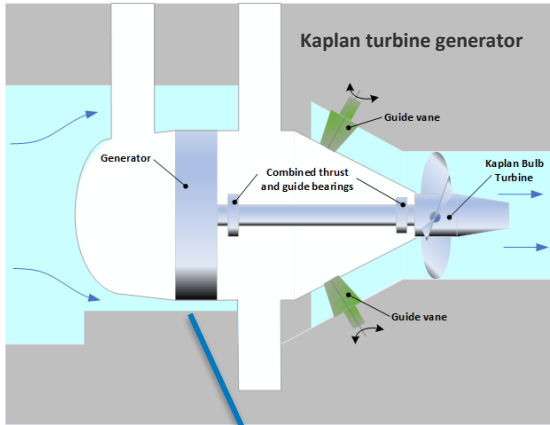 Kaplan turbine generator
Guide vane
Generator
Combined thrust
and guide bearings
Kaplan Bulb
Turbine
Guide vane